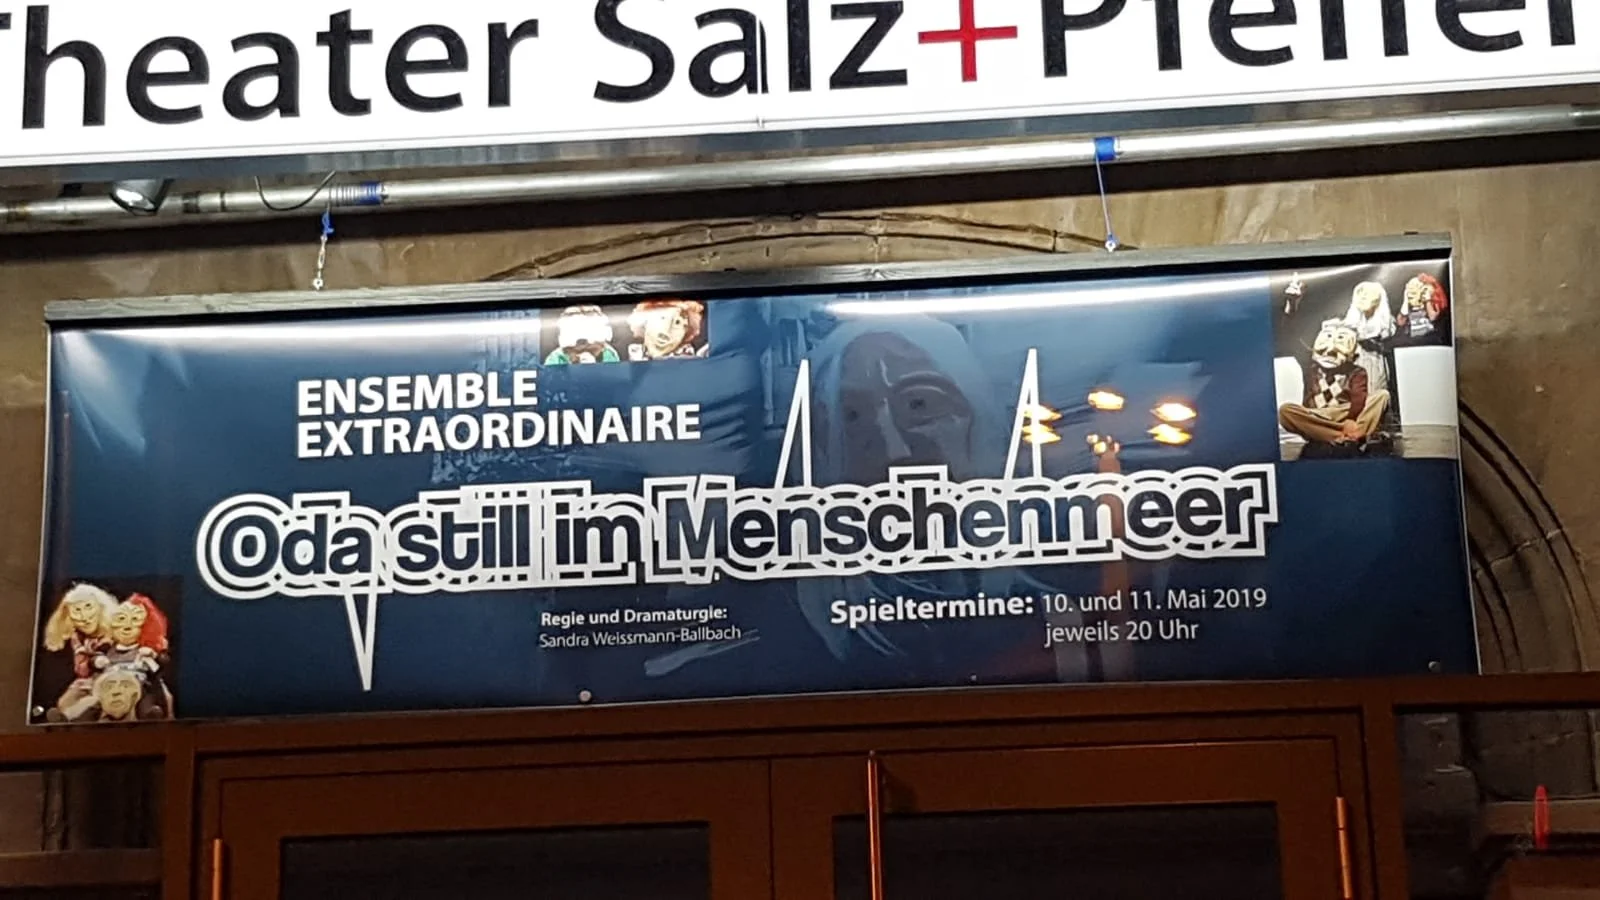 Theater Salz+Pfeffer
ENSEMBLE
EXTRAORDINAIRE
Oda still im Menschenmeer
Regie und Dramaturgie:
Sandra Weissmann-Ballbach
Spieltermine: 10. und 11. Mai 2019
jeweils 20 Uhr